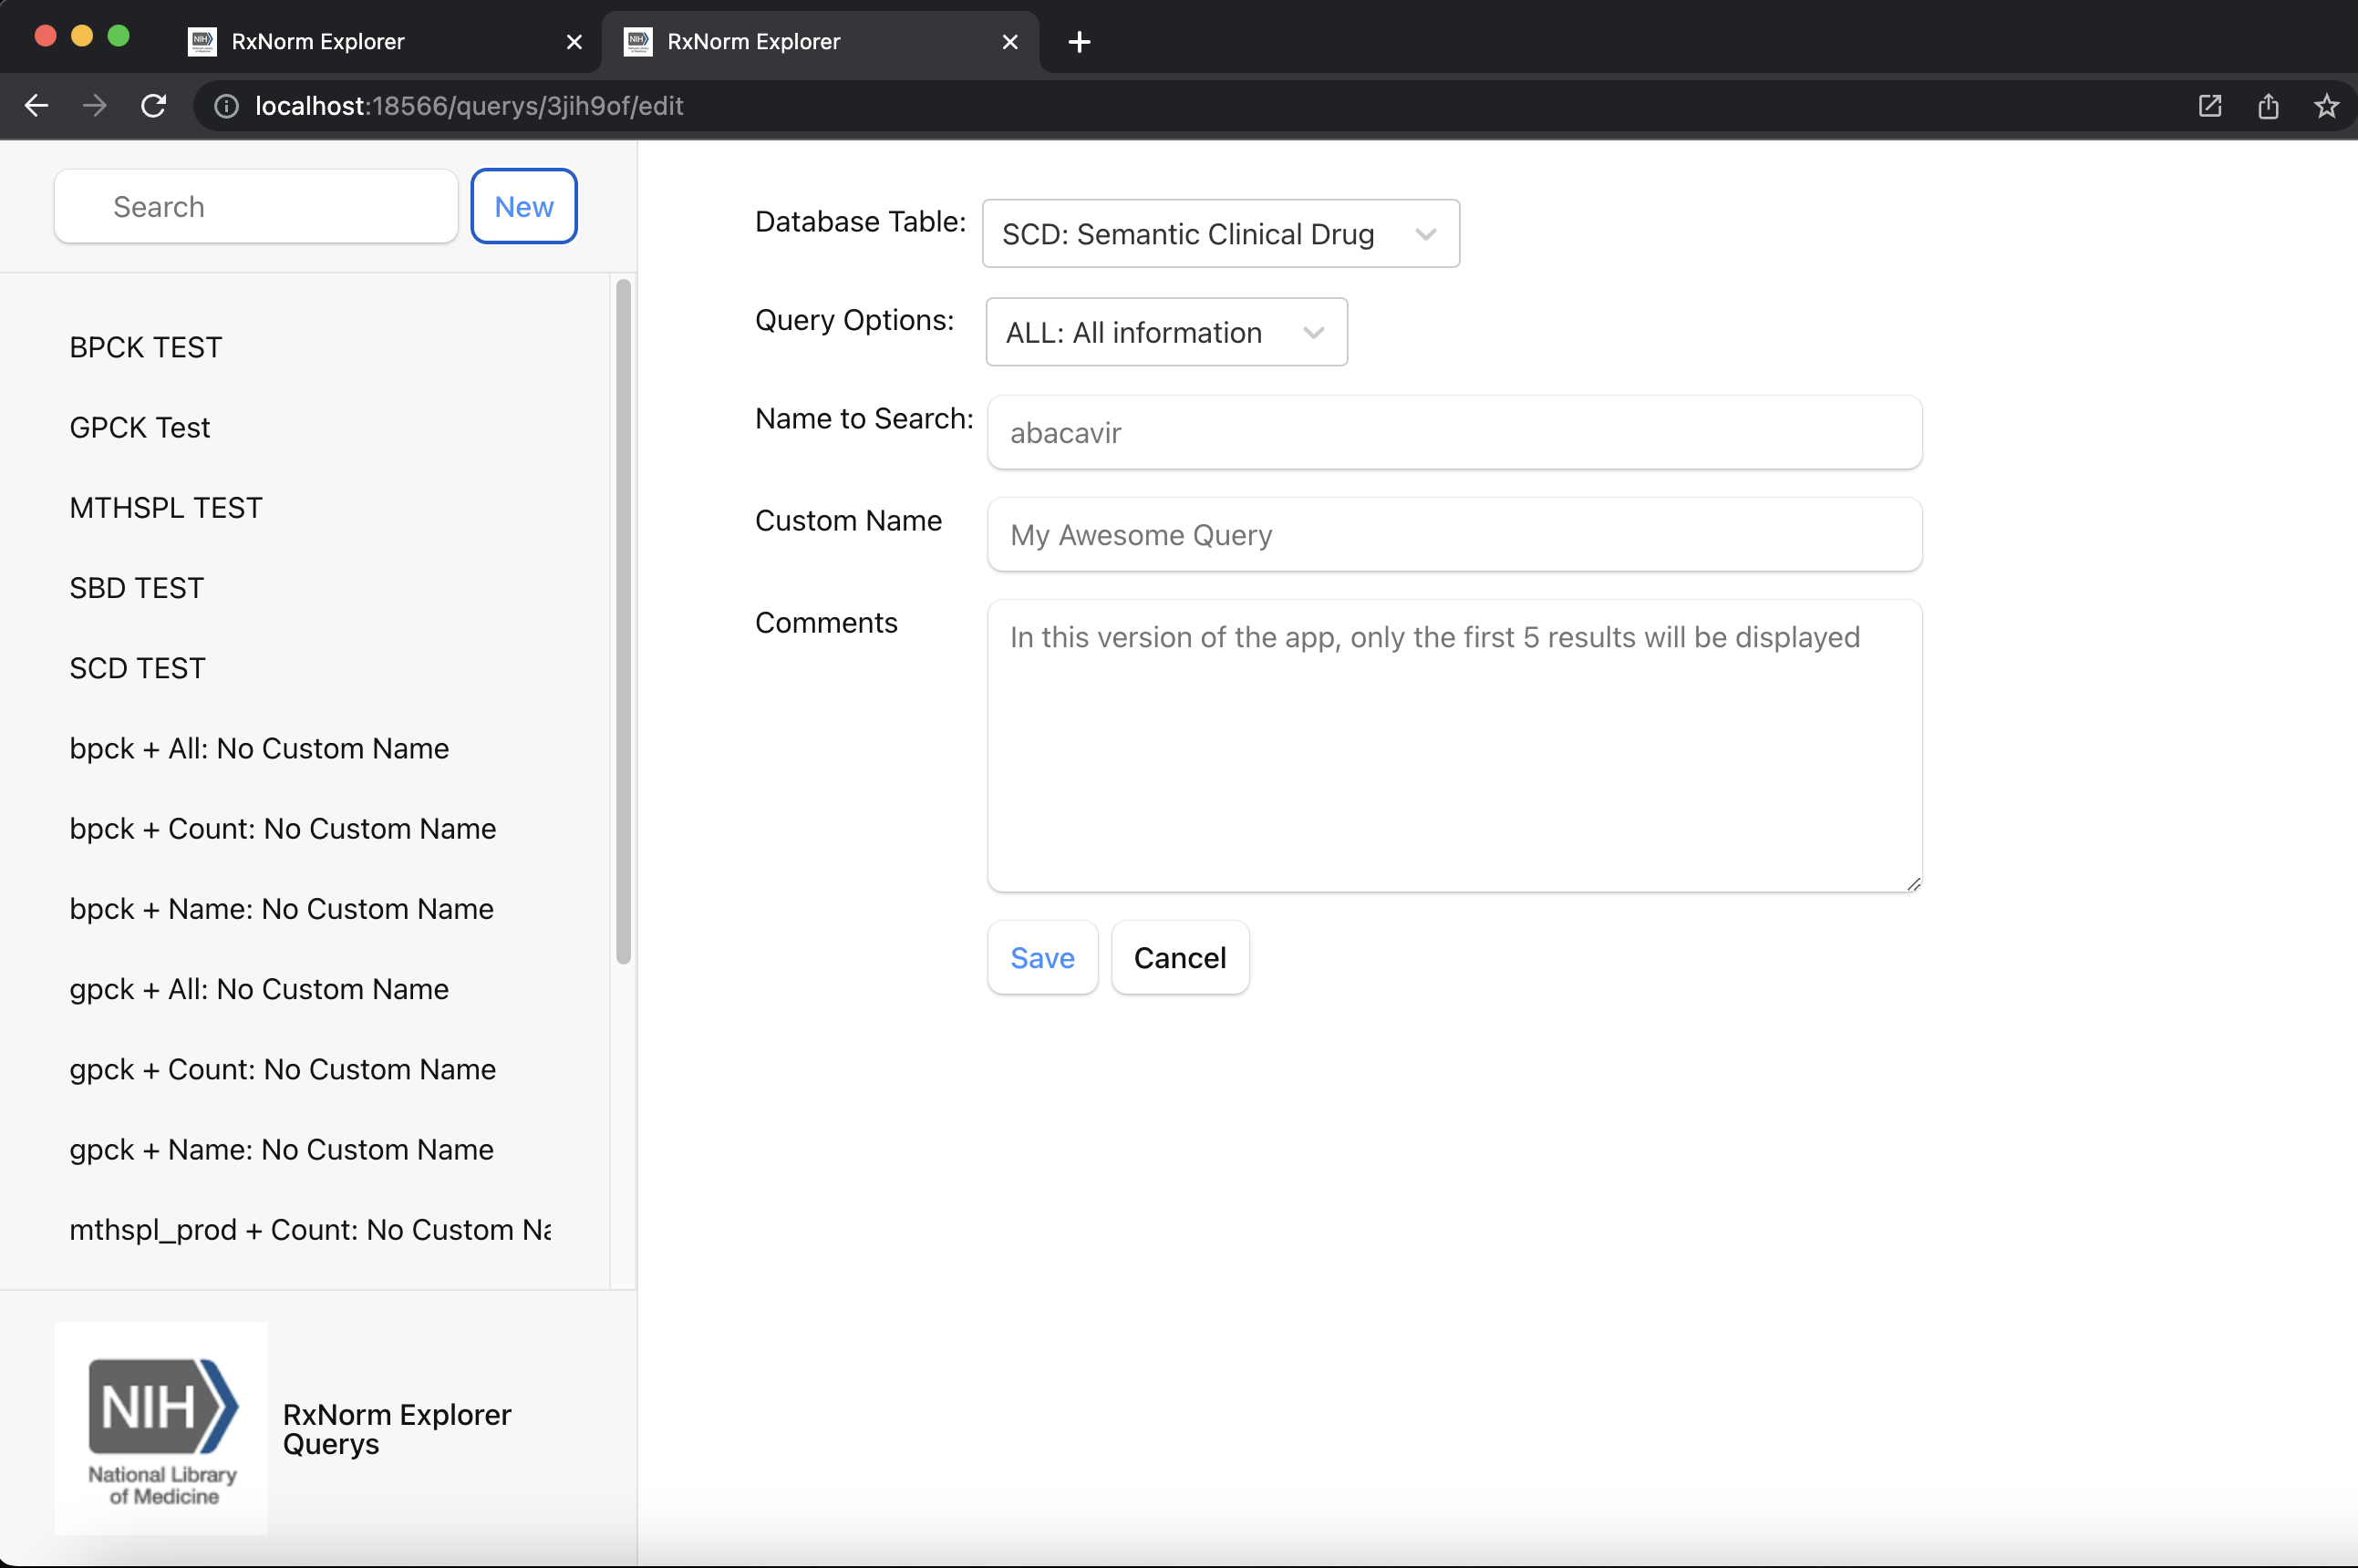 RxNorm Explorer
RxNorm Explorer
localhost:18566/querys/3jih9of/edit
Search
New
BPCK TEST
GPCK Test
MTHSPL TEST
SBD TEST
SCD TEST
bpck + All: No Custom Name
bpck + Count: No Custom Name
bpck + Name: No Custom Name
gpck + All: No Custom Name
gpck + Count: No Custom Name
gpck + Name: No Custom Name
mthspl_prod + Count: No Custom Na
NIH
National Library
of Medicine
RxNorm Explorer
Querys
Database Table:
SCD: Semantic Clinical Drug
Query Options:
ALL: All information
Name to Search:
abacavir
Custom Name
My Awesome Query
Comments
In this version of the app, only the first 5 results will be displayed
Save
Cancel